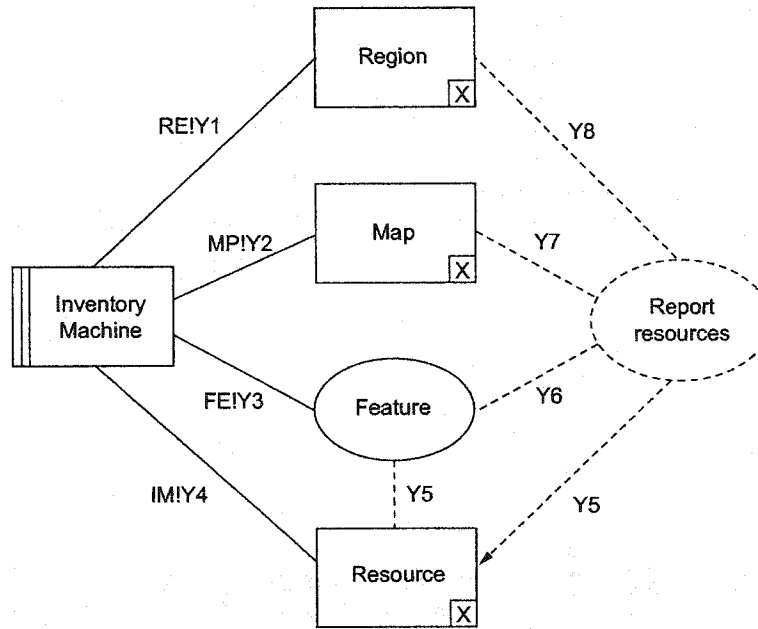 Region
X
RE!Y1
Y8
MP!Y2
Map
X
Y7
Inventory
Machine
Report
resources
FE!Y3
Feature
Y6
IM!Y4
Y5
Y5
Resource
X